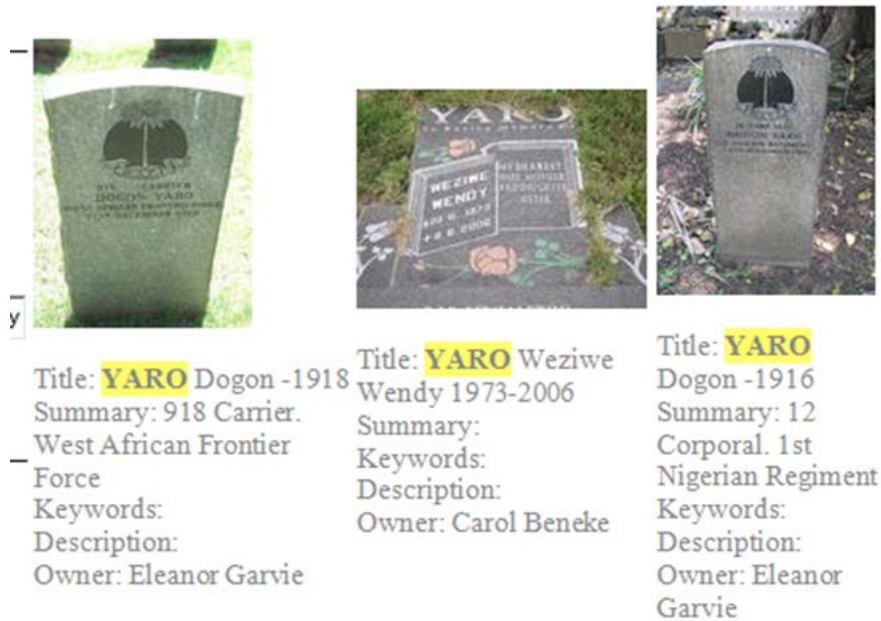 DOGON YARO
YARO
WEZIWE
WENDY
DOGON YARO
y
Title: YARO Dogon -1918
Summary: 918 Carrier.
West African Frontier
Force
Keywords:
Description:
Owner: Eleanor Garvie
Title: YARO Weziwe
Wendy 1973-2006
Summary:
Keywords:
Description:
Owner: Carol Beneke
Title: YARO
Dogon -1916
Summary: 12
Corporal. 1st
Nigerian Regiment
Keywords:
Description:
Owner: Eleanor
Garvie